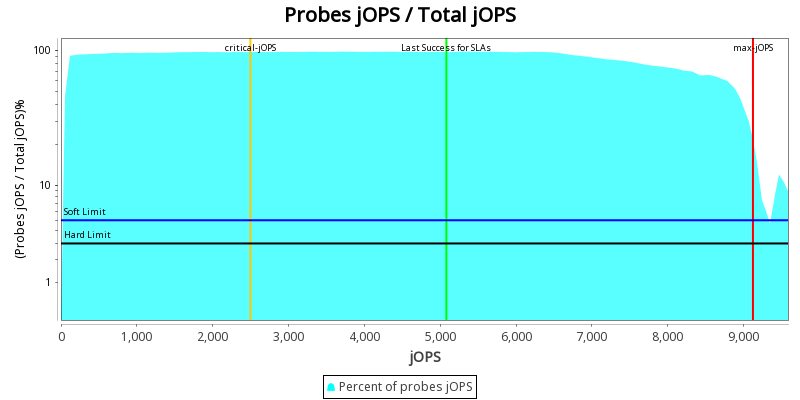 Probes jOPS / Total jOPS
(Probes jOPS / Total jOPS)%
100
10
1
critical-jOPS
Last Success for SLAs
max-jOPS
Soft Limit
Hard Limit
0
1,000
2,000
3,000
4,000
5,000
6,000
7,000
8,000
9,000
jOPS
Percent of probes jOPS